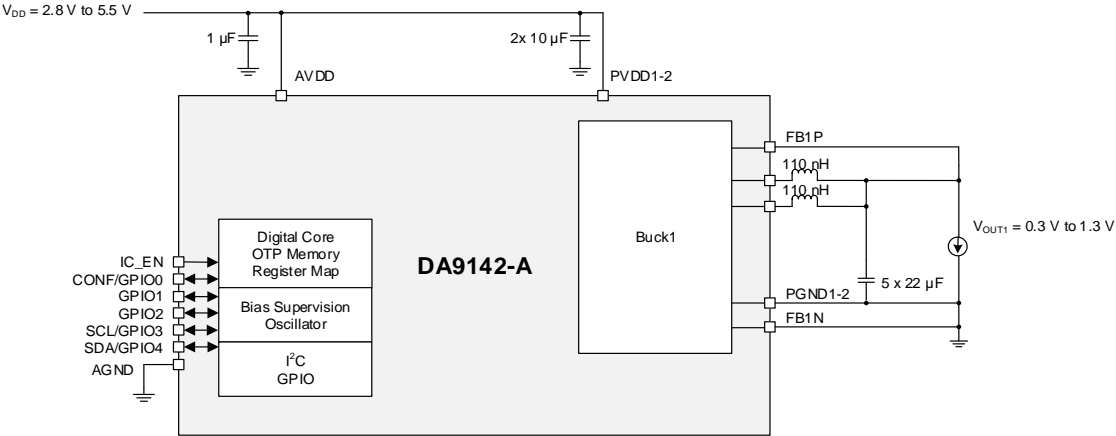 V_DD = 2.8 V to 5.5 V
1 µF
2x 10 µF
AVDD
PVDD1-2
FB1P
110 nH
110 nH
Buck1
V_OUT1 = 0.3 V to 1.3 V
Digital Core
OTP Memory
Register Map
DA9142-A
IC_EN
CONF/GPIO0
GPIO1
GPIO2
SCL/GPIO3
SDA/GPIO4
AGND
Bias Supervision
Oscillator
I²C
GPIO
5 x 22 µF
PGND1-2
FB1N